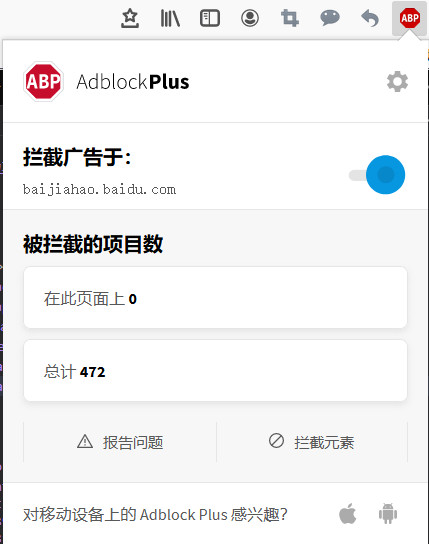 ABP
ABP AdblockPlus
拦截广告于：
baijiahao.baidu.com
被拦截的项目数
在此页面上 0
总计 472
报告问题 拦截元素
对移动设备上的 Adblock Plus 感兴趣？